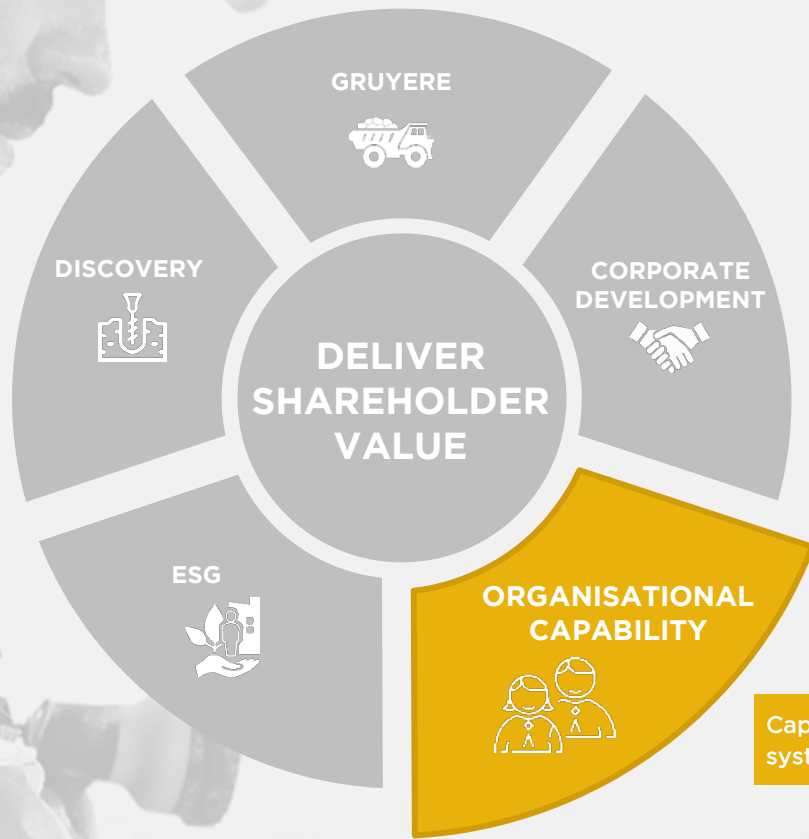 GRUYERE
DISCOVERY
CORPORATE
DEVELOPMENT
DELIVER
SHAREHOLDER
VALUE
ESG
ORGANISATIONAL
CAPABILITY